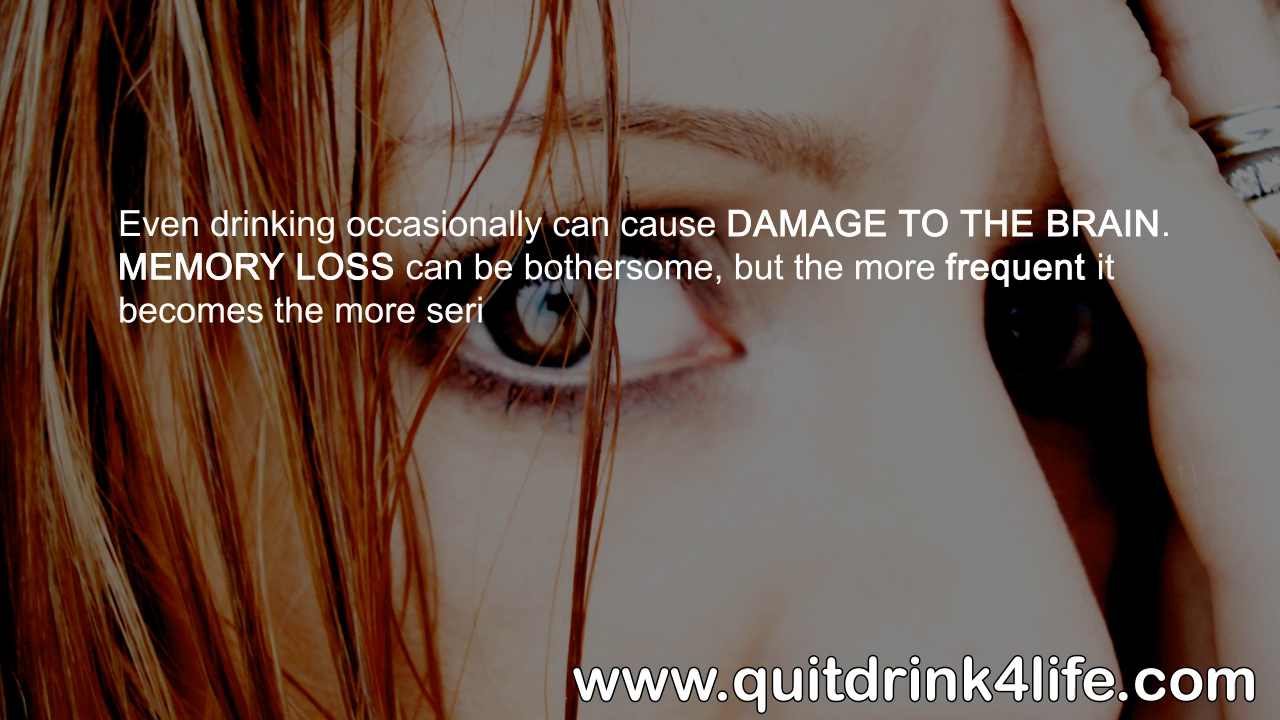 Even drinking occasionally can cause DAMAGE TO THE BRAIN.
MEMORY LOSS can be bothersome, but the more frequent it
becomes the more seri
www.quitdrink4life.com